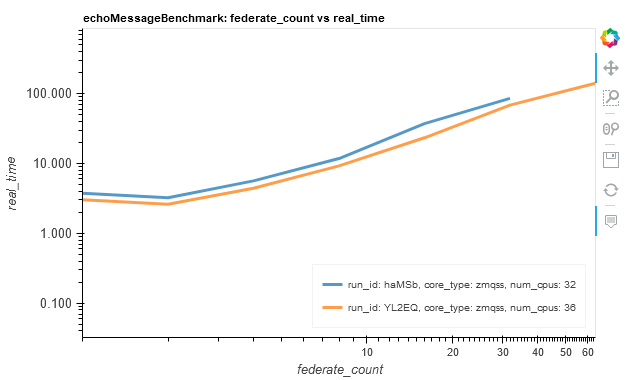 echoMessageBenchmark: federate_count vs real_time
100.000
10.000
1.000
0.100
real_time
run_id: haMSb, core_type: zmqss, num_cpus: 32
run_id: YL2EQ, core_type: zmqss, num_cpus: 36
10 20 30 40 50 60
federate_count